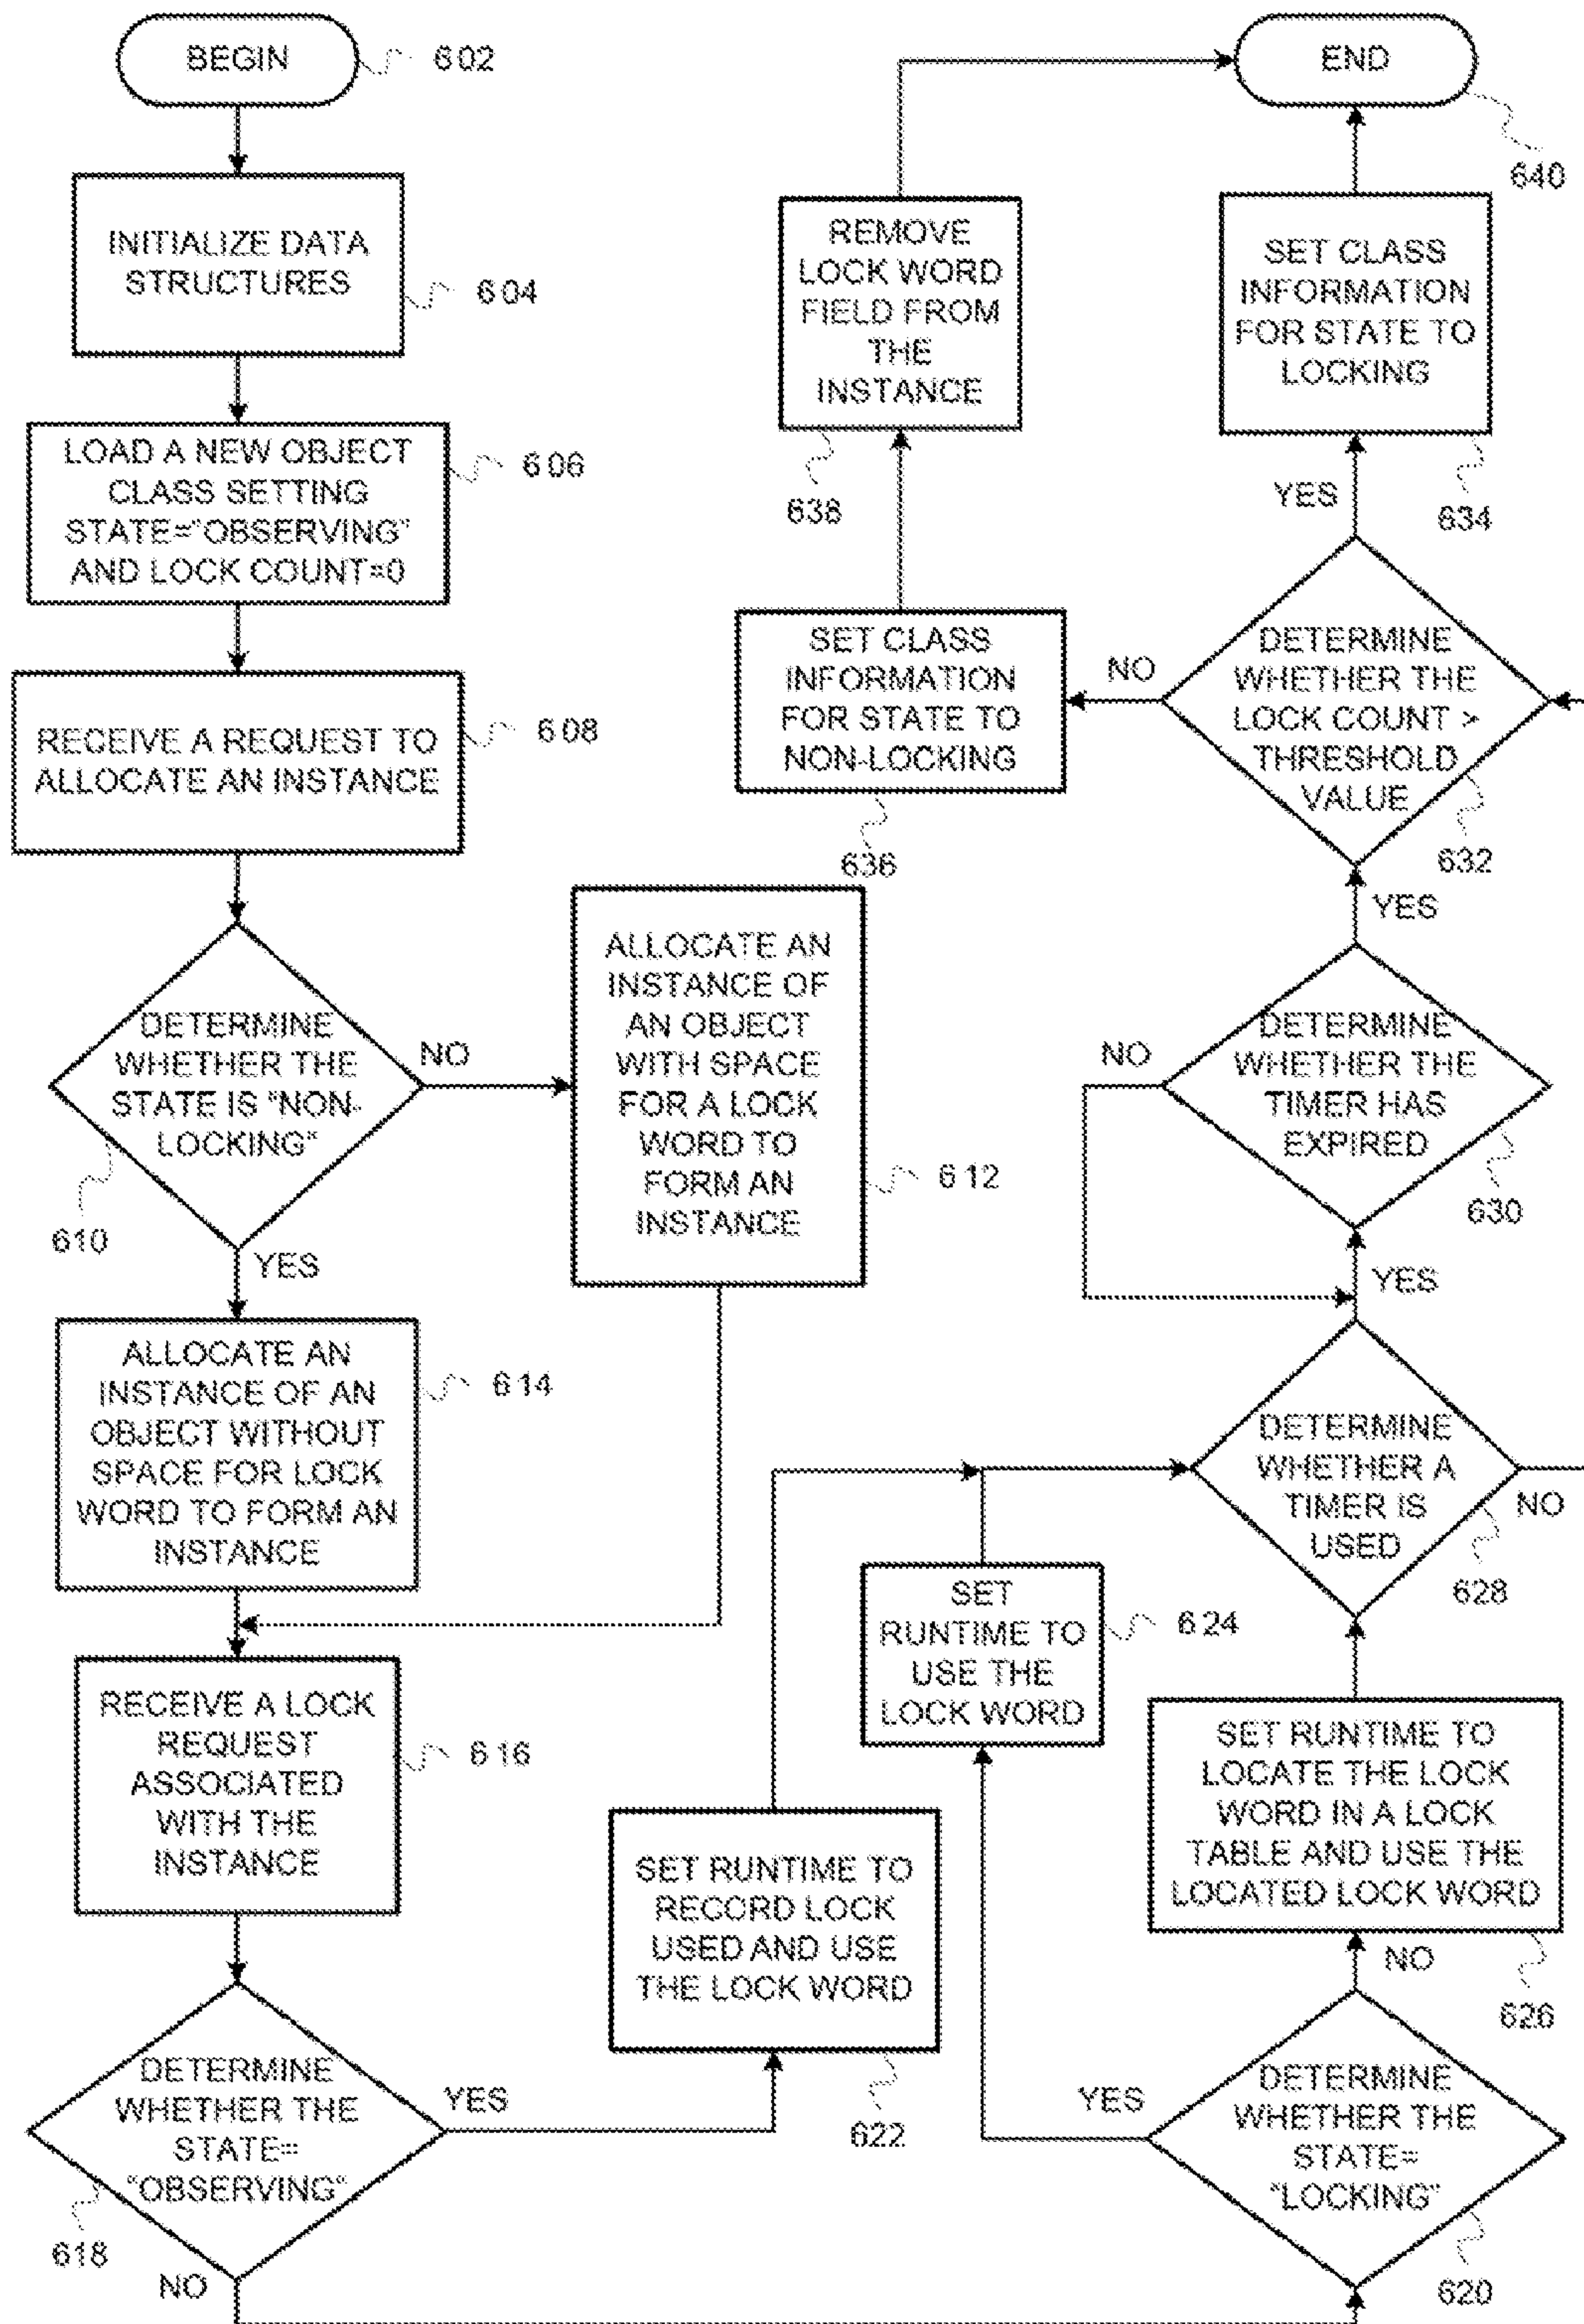 BEGIN
602
INITIALIZE DATA
STRUCTURES
604
LOAD A NEW OBJECT
CLASS SETTING
STATE="OBSERVING"
AND LOCK COUNT=0
606
RECEIVE A REQUEST TO
ALLOCATE AN INSTANCE
608
DETERMINE
WHETHER THE
STATE IS "NON-
LOCKING"
610
NO
YES
ALLOCATE AN
INSTANCE OF
AN OBJECT
WITH SPACE
FOR A LOCK
WORD TO
FORM AN
INSTANCE
612
ALLOCATE AN
INSTANCE OF AN
OBJECT WITHOUT
SPACE FOR LOCK
WORD TO FORM AN
INSTANCE
614
RECEIVE A LOCK
REQUEST
ASSOCIATED
WITH THE
INSTANCE
616
DETERMINE
WHETHER THE
STATE=
"OBSERVING"
618
YES
NO
SET RUNTIME TO
RECORD LOCK
USED AND USE
THE LOCK WORD
622
DETERMINE
WHETHER THE
STATE=
"LOCKING"
620
YES
NO
SET
RUNTIME TO
USE THE
LOCK WORD
624
SET RUNTIME TO
LOCATE THE LOCK
WORD IN A LOCK
TABLE AND USE THE
LOCATED LOCK WORD
626
DETERMINE
WHETHER A
TIMER IS
USED
628
NO
YES
DETERMINE
WHETHER THE
TIMER HAS
EXPIRED
630
NO
YES
DETERMINE
WHETHER THE
LOCK COUNT >
THRESHOLD
VALUE
632
NO
YES
SET CLASS
INFORMATION
FOR STATE TO
LOCKING
634
SET CLASS
INFORMATION
FOR STATE TO
NON-LOCKING
636
REMOVE
LOCK WORD
FIELD FROM
THE
INSTANCE
638
END
640